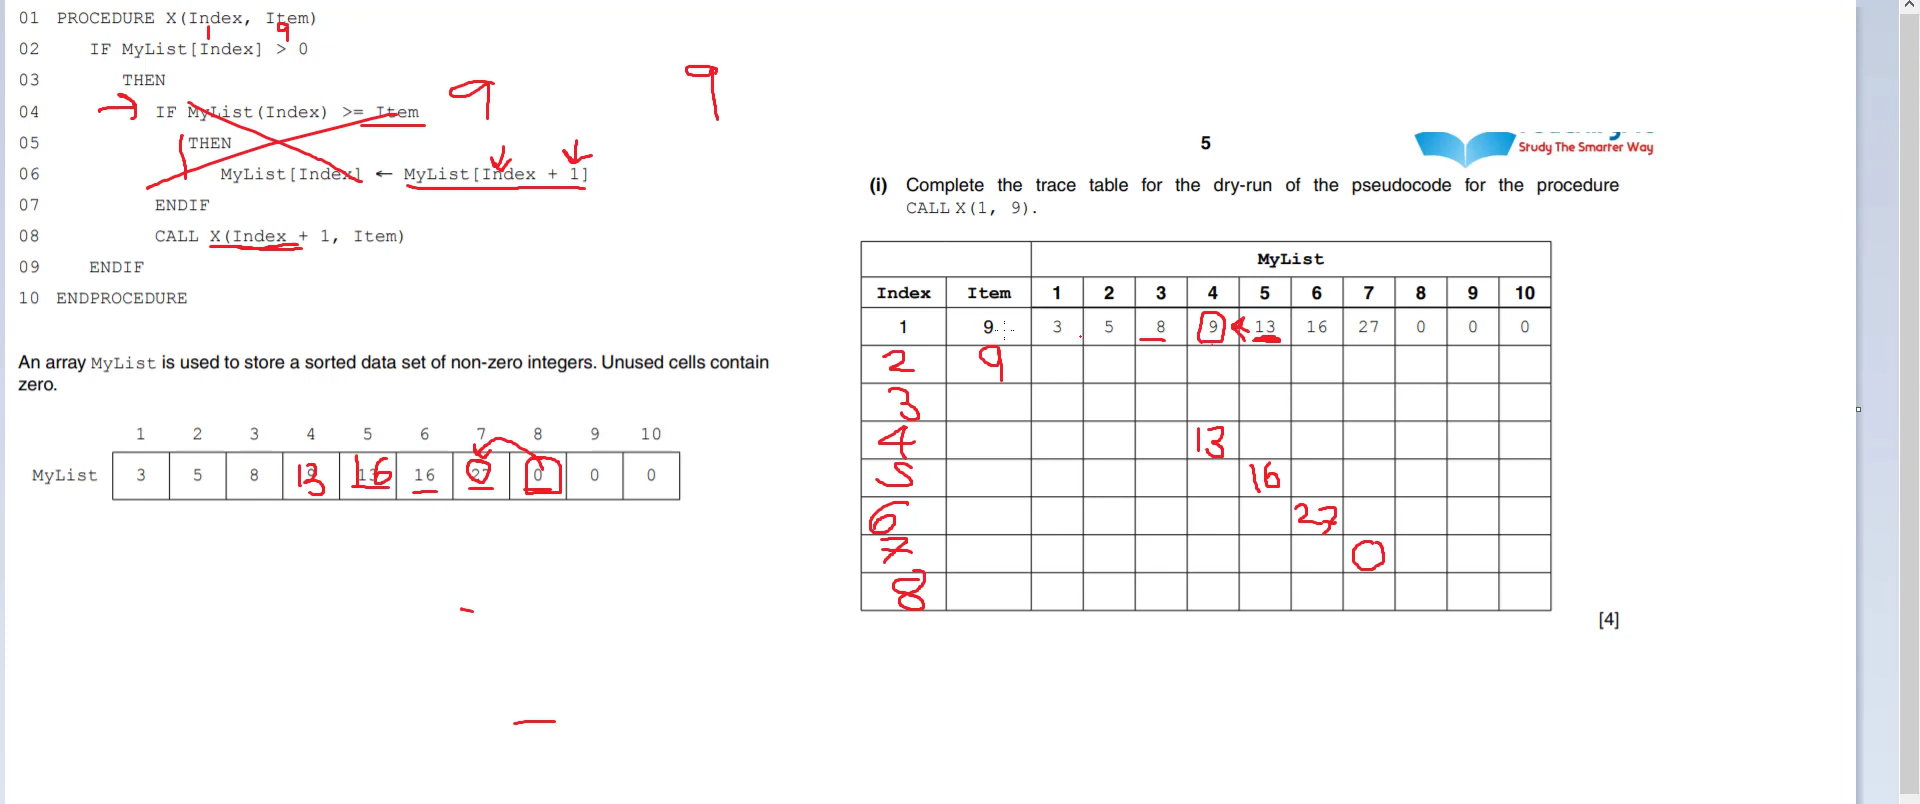 01 PROCEDURE X(Index, Item)
1 9
02 IF MyList[Index] > 0
03 THEN
9 9
04 IF MyList(Index) >= Item
05 THEN
06 MyList[Index] ← MyList[Index + 1]
07 ENDIF
08 CALL X(Index + 1, Item)
09 ENDIF
10 ENDPROCEDURE
An array MyList is used to store a sorted data set of non-zero integers. Unused cells contain
zero.
1 2 3 4 5 6 7 8 9 10
MyList 3 5 8 13 16 16 0 0 0 0
5
Study The Smarter Way
(i) Complete the trace table for the dry-run of the pseudocode for the procedure
CALL X(1, 9).
MyList
Index Item 1 2 3 4 5 6 7 8 9 10
1 9 3 5 8 9 13 16 27 0 0 0
2 9
3
4 13
5 16
6 27
7 0
8
[4]